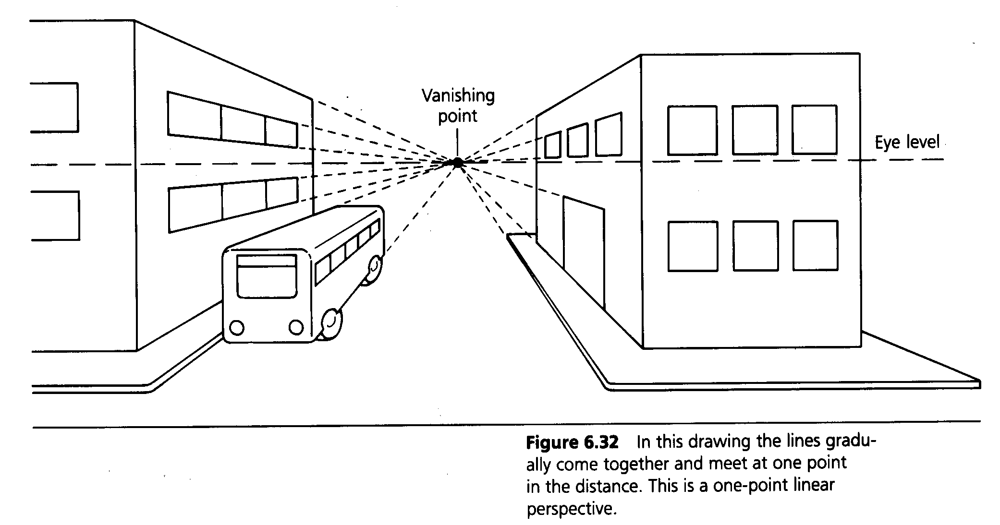 Vanishing
point
Eye level
Figure 6.32 In this drawing the lines gradu-
ally come together and meet at one point
in the distance. This is a one-point linear
perspective.